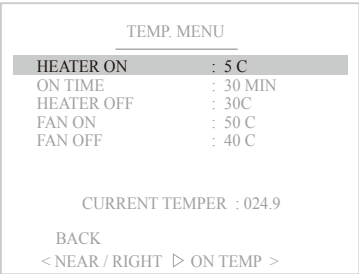 TEMP. MENU
HEATER ON : 5 C
ON TIME : 30 MIN
HEATER OFF : 30C
FAN ON : 50 C
FAN OFF : 40 C
CURRENT TEMPER : 024.9
BACK
< NEAR / RIGHT ▷ ON TEMP >